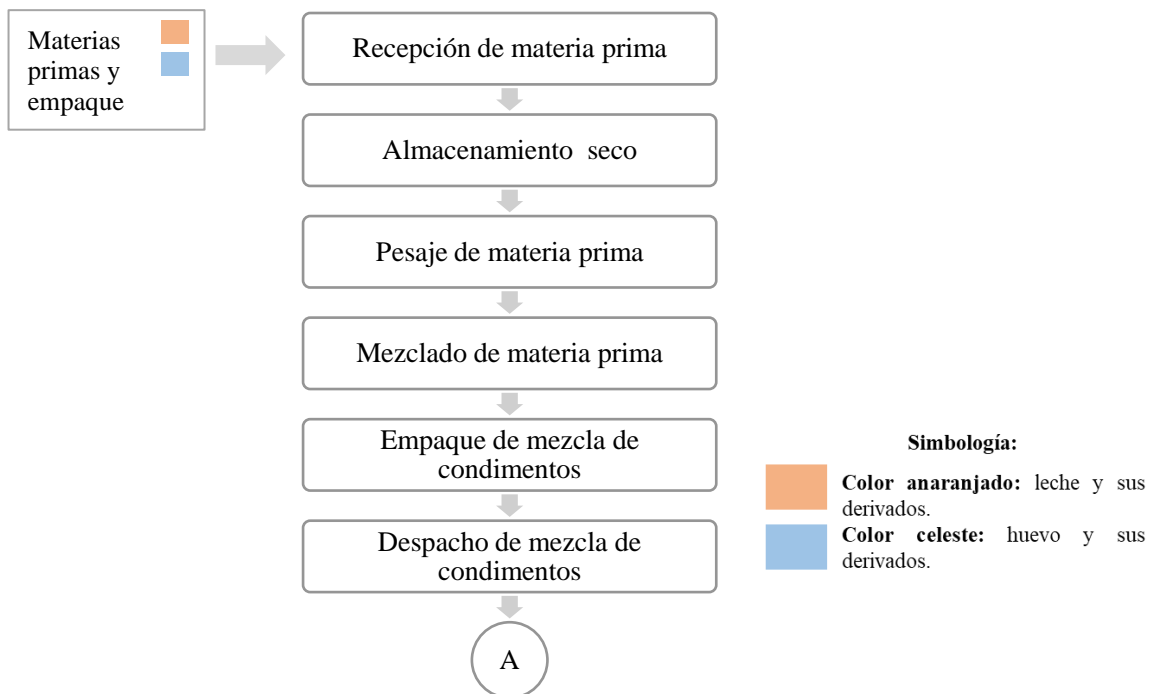 Materias
primas y
empaque
Recepción de materia prima
Almacenamiento seco
Pesaje de materia prima
Mezclado de materia prima
Empaque de mezcla de
condimentos
Despacho de mezcla de
condimentos
A
Simbología:
Color anaranjado: leche y sus
derivados.
Color celeste: huevo y sus
derivados.